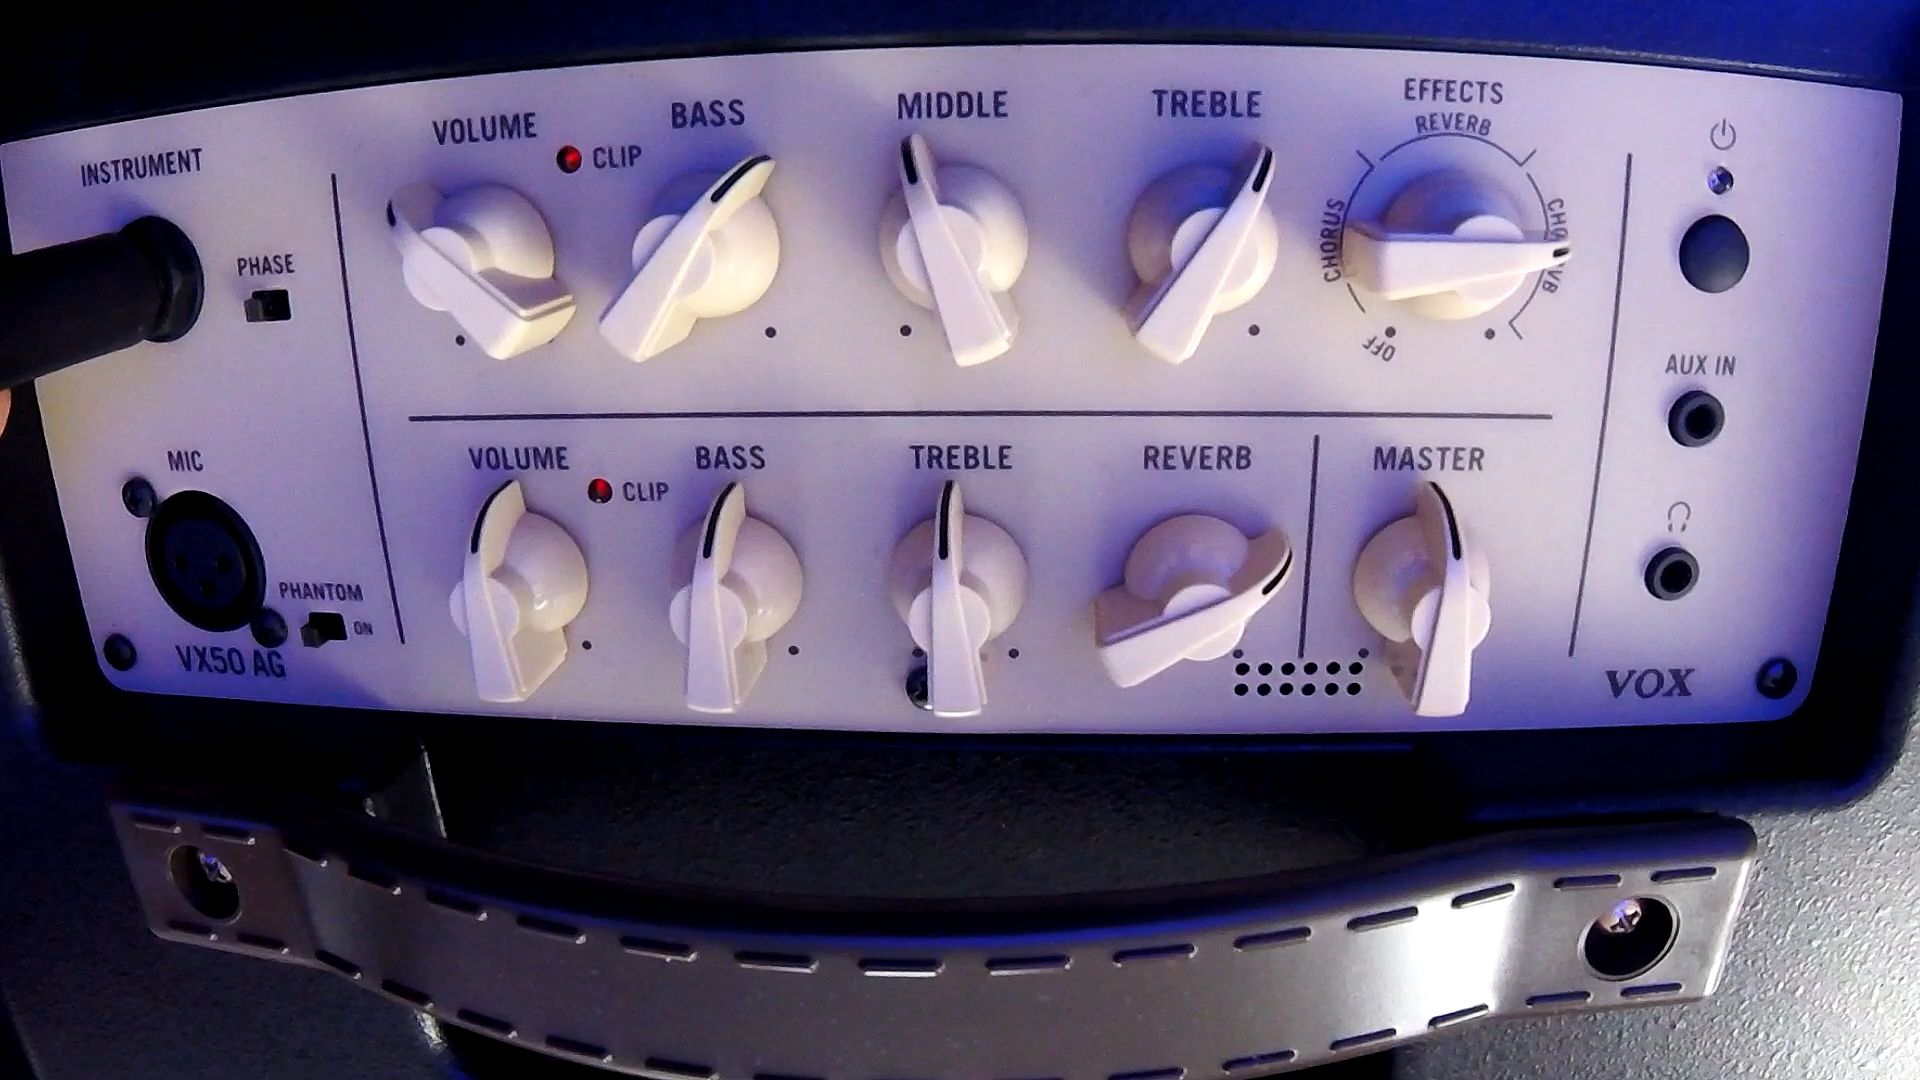 INSTRUMENT
PHASE
VOLUME
CLIP
BASS
MIDDLE
TREBLE
EFFECTS
REVERB
CHORUS
OFF
AUX IN
MIC
PHANTOM
ON
VX50 AG
VOLUME
CLIP
BASS
TREBLE
REVERB
MASTER
VOX